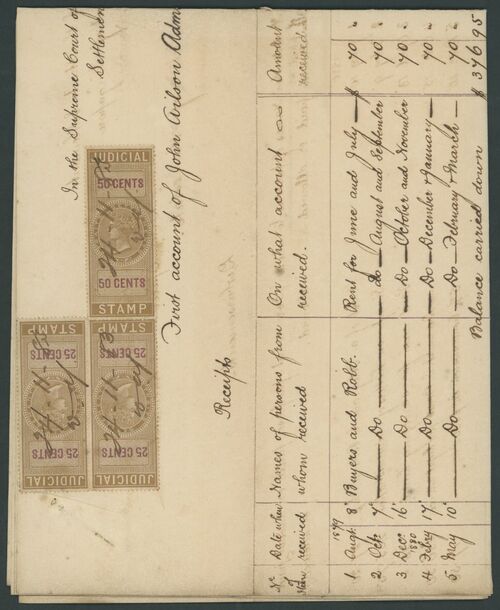 In the Supreme Court of
Settlement
JUDICIAL
50 CENTS
50 CENTS
STAMP
STAMP
25 CENTS
25 CENTS
JUDICIAL
STAMP
25 CENTS
25 CENTS
JUDICIAL
First account of John Wilson Adm
Receipts
No. of Item
Date when received
Names of persons from whom received
On what account received.
Amount received
1879
1 Augt. 8 Buyers and Robb. Rent for June and July $ 70 "
2 Octr. 7 Do Do August and September 70 "
3 Decr. 16 Do Do October and November 70 "
1880
4 Febry 17 Do Do December & January 70 "
5 May 10 Do Do February & March 70 "
Balance carried down $ 376 95